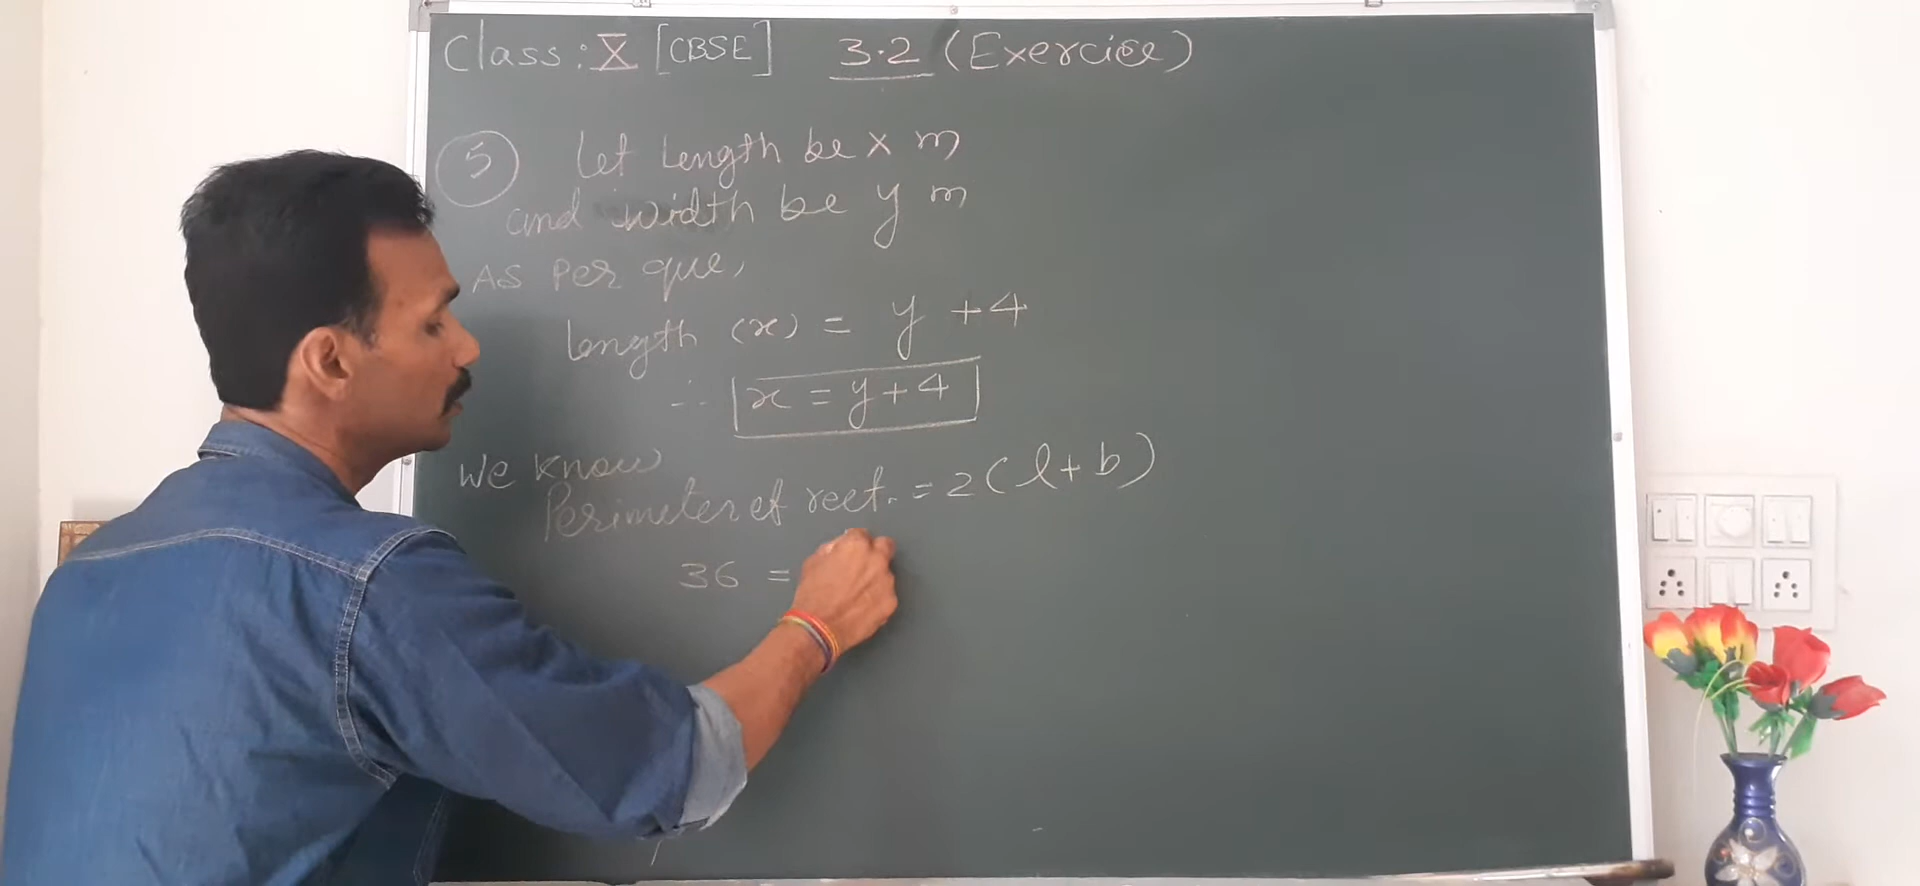 Class: X [CBSE] 3.2 (Exercise)
5 Let Length be x m
and width be y m
As Per que,
length (x) = y + 4
∴ x = y + 4
We know
Perimeter of rect. = 2(l + b)
36 =